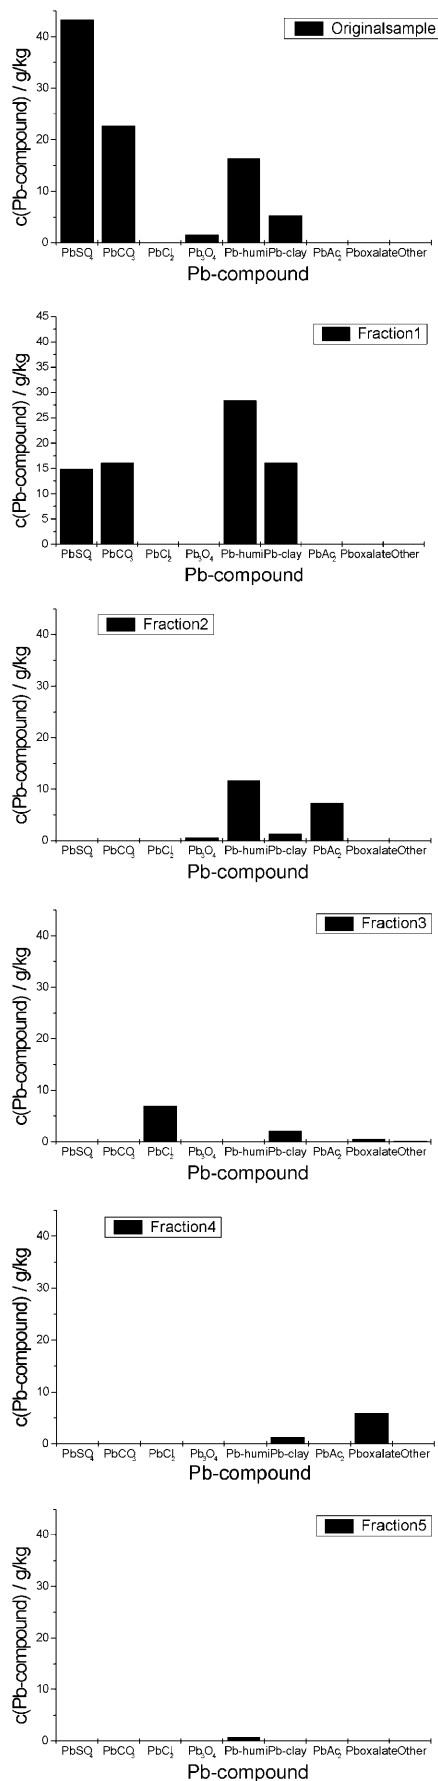 Originalsample
c(Pb-compound) / g/kg
40
30
20
10
0
PbSO₄ PbCO₃ PbCl₂ Pb₃O₄ Pb-humi Pb-clay PbAc₂ Pboxalate Other
Pb-compound
Fraction1
c(Pb-compound) / g/kg
45
40
35
30
25
20
15
10
5
0
PbSO₄ PbCO₃ PbCl₂ Pb₃O₄ Pb-humi Pb-clay PbAc₂ Pboxalate Other
Pb-compound
Fraction2
c(Pb-compound) / g/kg
40
30
20
10
0
PbSO₄ PbCO₃ PbCl₂ Pb₃O₄ Pb-humi Pb-clay PbAc₂ Pboxalate Other
Pb-compound
Fraction3
c(Pb-compound) / g/kg
40
30
20
10
0
PbSO₄ PbCO₃ PbCl₂ Pb₃O₄ Pb-humi Pb-clay PbAc₂ Pboxalate Other
Pb-compound
Fraction4
c(Pb-compound) / g/kg
40
30
20
10
0
PbSO₄ PbCO₃ PbCl₂ Pb₃O₄ Pb-humi Pb-clay PbAc₂ Pboxalate Other
Pb-compound
Fraction5
c(Pb-compound) / g/kg
40
30
20
10
0
PbSO₄ PbCO₃ PbCl₂ Pb₃O₄ Pb-humi Pb-clay PbAc₂ Pboxalate Other
Pb-compound